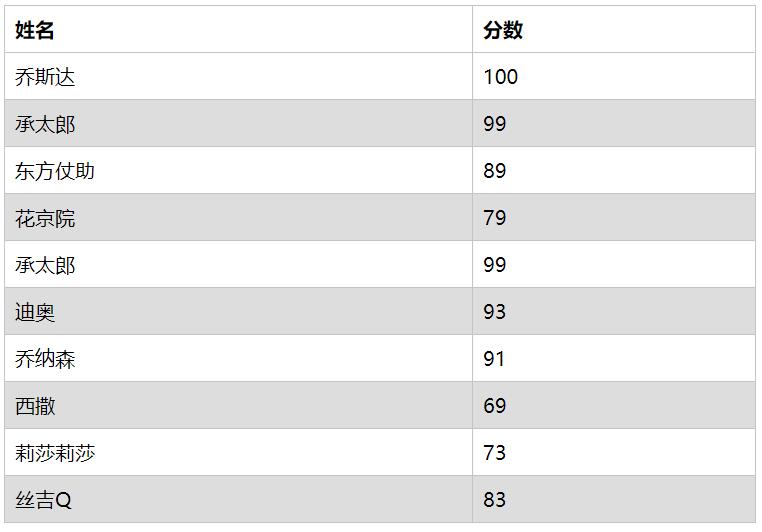 姓名 分数
乔斯达 100
承太郎 99
东方仗助 89
花京院 79
承太郎 99
迪奥 93
乔纳森 91
西撒 69
莉莎莉莎 73
丝吉Q 83